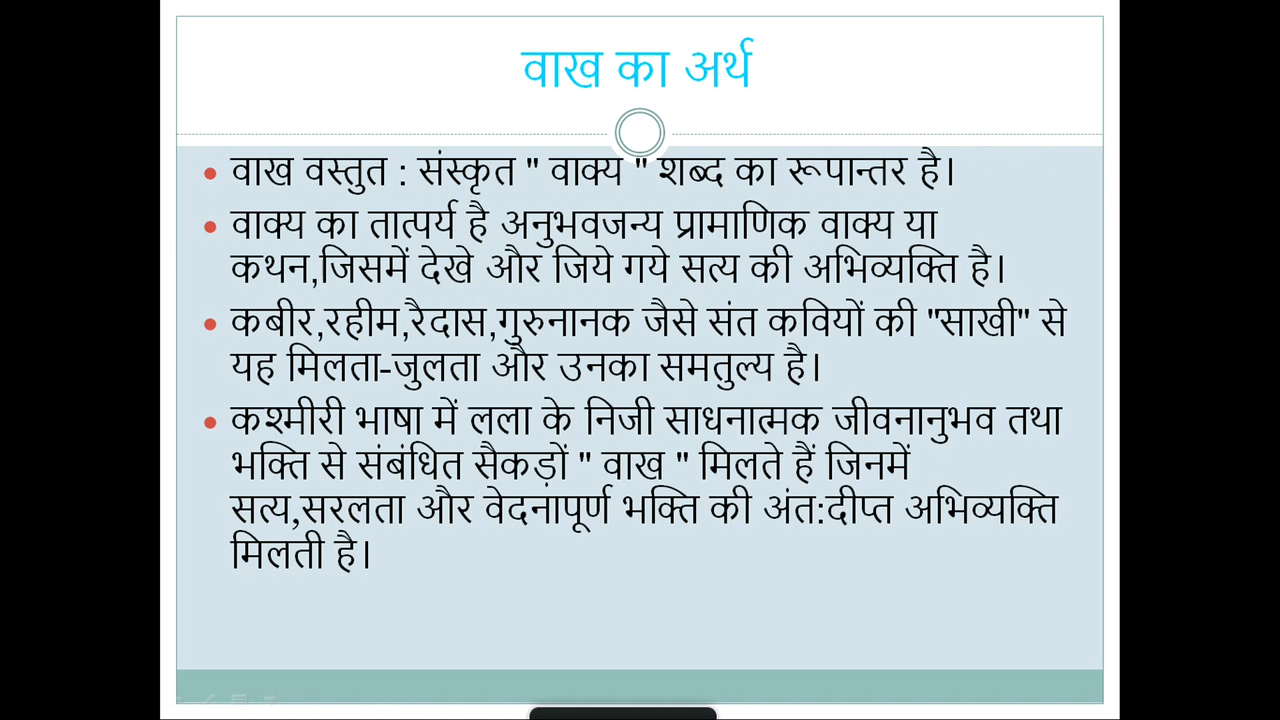 वाख का अर्थ
वाख वस्तुत : संस्कृत " वाक्य " शब्द का रूपान्तर है।
वाक्य का तात्पर्य है अनुभवजन्य प्रामाणिक वाक्य या
कथन,जिसमें देखे और जिये गये सत्य की अभिव्यक्ति है।
कबीर,रहीम,रैदास,गुरुनानक जैसे संत कवियों की "साखी" से
यह मिलता-जुलता और उनका समतुल्य है।
कश्मीरी भाषा में लला के निजी साधनात्मक जीवनानुभव तथा
भक्ति से संबंधित सैकड़ों " वाख " मिलते हैं जिनमें
सत्य,सरलता और वेदनापूर्ण भक्ति की अंत:दीप्त अभिव्यक्ति
मिलती है।